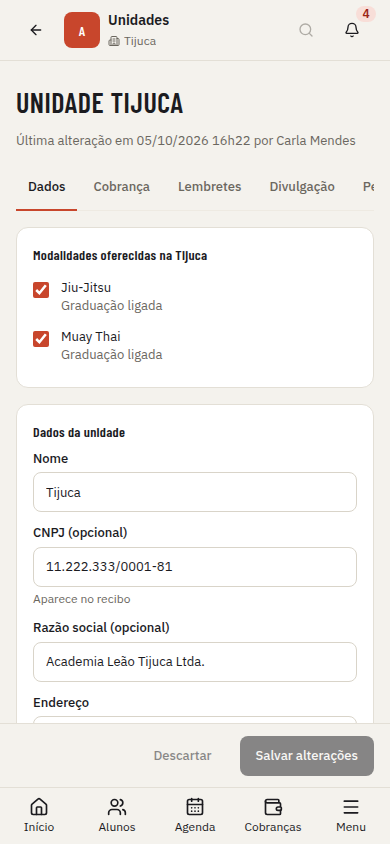 A
Unidades
Tijuca
4
UNIDADE TIJUCA
Última alteração em 05/10/2026 16h22 por Carla Mendes
Dados Cobrança Lembretes Divulgação Pe
Modalidades oferecidas na Tijuca
Jiu-Jitsu
Graduação ligada
Muay Thai
Graduação ligada
Dados da unidade
Nome
Tijuca
CNPJ (opcional)
11.222.333/0001-81
Aparece no recibo
Razão social (opcional)
Academia Leão Tijuca Ltda.
Endereço
Descartar Salvar alterações
Início Alunos Agenda Cobranças Menu